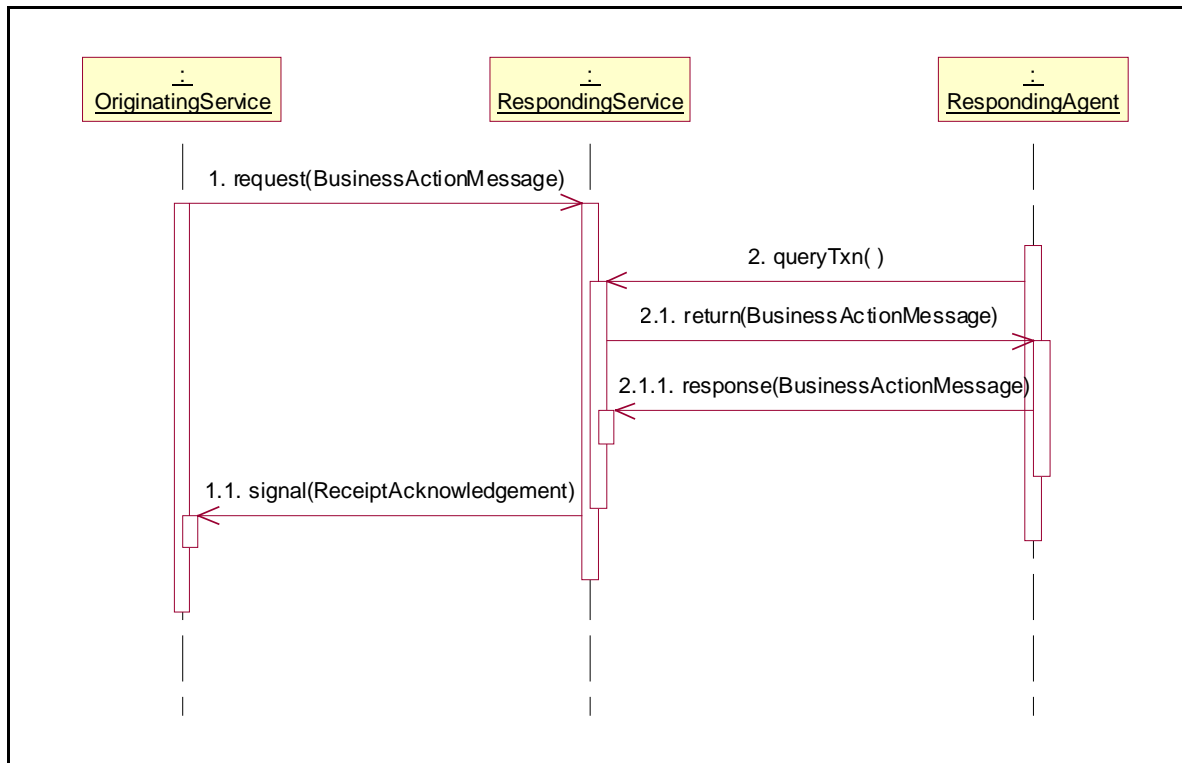 :
OriginatingService
:
RespondingService
:
RespondingAgent
1. request(BusinessActionMessage)
2. queryTxn( )
2.1. return(BusinessActionMessage)
2.1.1. response(BusinessActionMessage)
1.1. signal(ReceiptAcknowledgement)